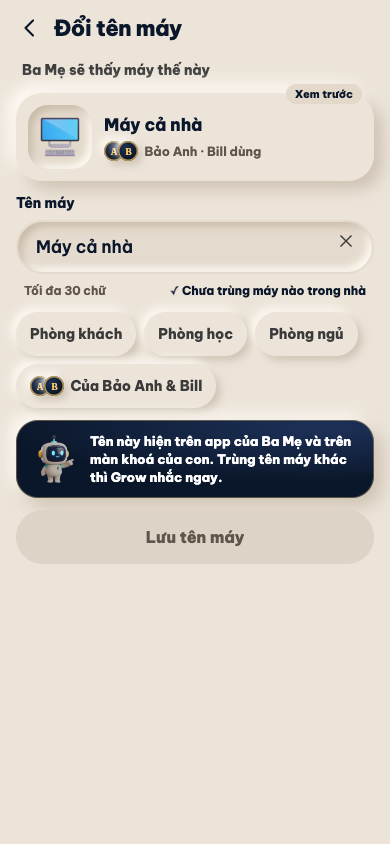 Đổi tên máy
Ba Mẹ sẽ thấy máy thế này
Xem trước
Máy cả nhà
A B Bảo Anh · Bill dùng
Tên máy
Máy cả nhà
Tối đa 30 chữ
✓ Chưa trùng máy nào trong nhà
Phòng khách
Phòng học
Phòng ngủ
A B Của Bảo Anh & Bill
Tên này hiện trên app của Ba Mẹ và trên
màn khoá của con. Trùng tên máy khác
thì Grow nhắc ngay.
Lưu tên máy